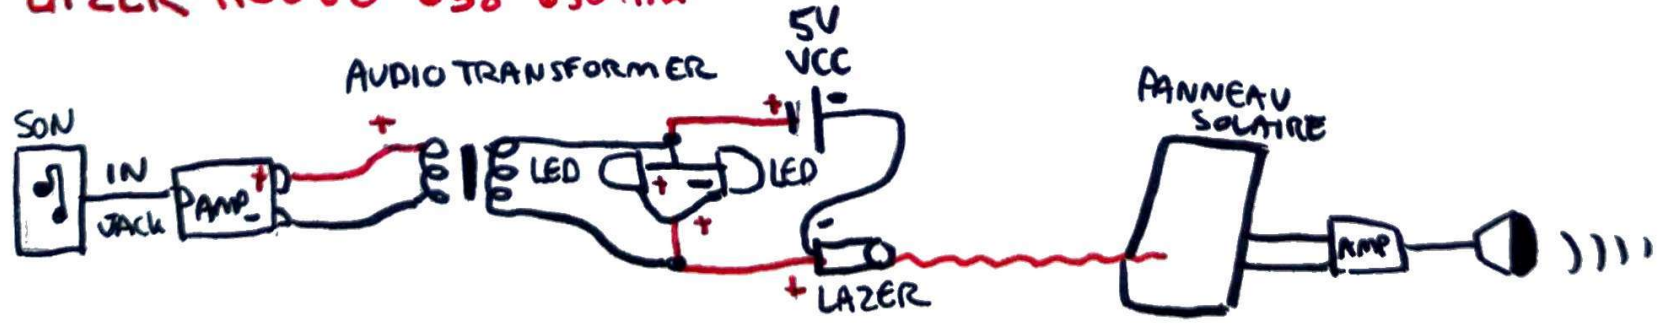 5V
VCC
AUDIO TRANSFORMER
PANNEAU
SOLAIRE
SON
IN
JACK
AMP
+
-
+
LED
+
-
LED
+
-
+
-
+
LAZER
AMP